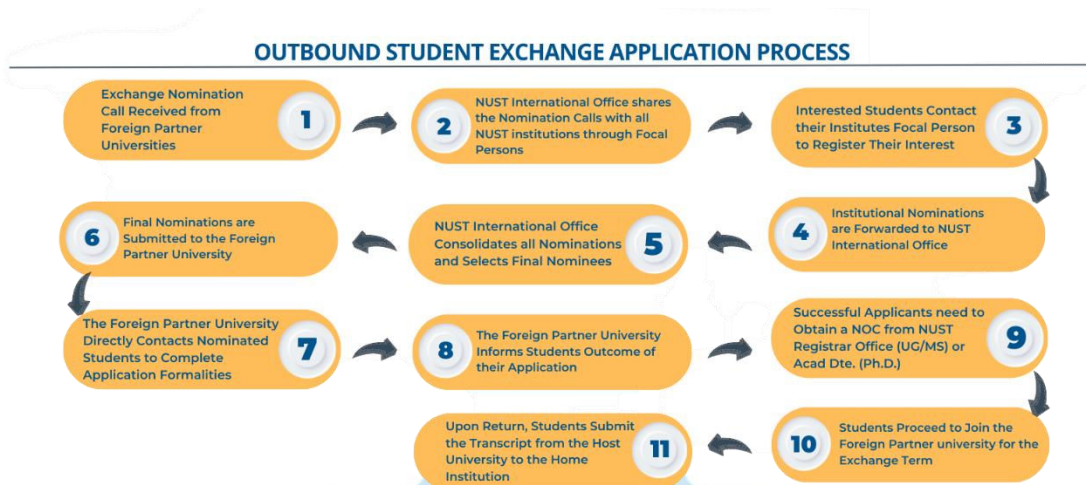 OUTBOUND STUDENT EXCHANGE APPLICATION PROCESS
Exchange Nomination
Call Received from
Foreign Partner
Universities
1
2
NUST International Office shares
the Nomination Calls with all
NUST institutions through Focal
Persons
Interested Students Contact
their Institutes Focal Person
to Register Their Interest
3
4
Institutional Nominations
are Forwarded to NUST
International Office
NUST International Office
Consolidates all Nominations
and Selects Final Nominees
5
6
Final Nominations are
Submitted to the Foreign
Partner University
The Foreign Partner University
Directly Contacts Nominated
Students to Complete
Application Formalities
7
8
The Foreign Partner University
Informs Students Outcome of
their Application
Successful Applicants need to
Obtain a NOC from NUST
Registrar Office (UG/MS) or
Acad Dte. (Ph.D.)
9
10
Students Proceed to Join the
Foreign Partner university for the
Exchange Term
Upon Return, Students Submit
the Transcript from the Host
University to the Home
Institution
11